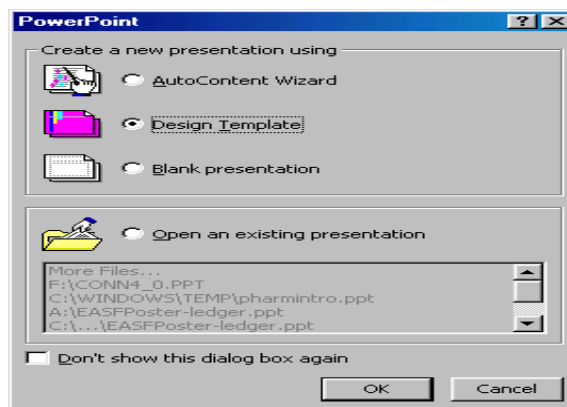 PowerPoint
Create a new presentation using
AutoContent Wizard
Design Template
Blank presentation
Open an existing presentation
More Files...
F:\CONN4_0.PPT
C:\WINDOWS\TEMP\pharmintro.ppt
A:\EASFPoster-ledger.ppt
C:\...\EASFPoster-ledger.ppt
Don't show this dialog box again
OK Cancel